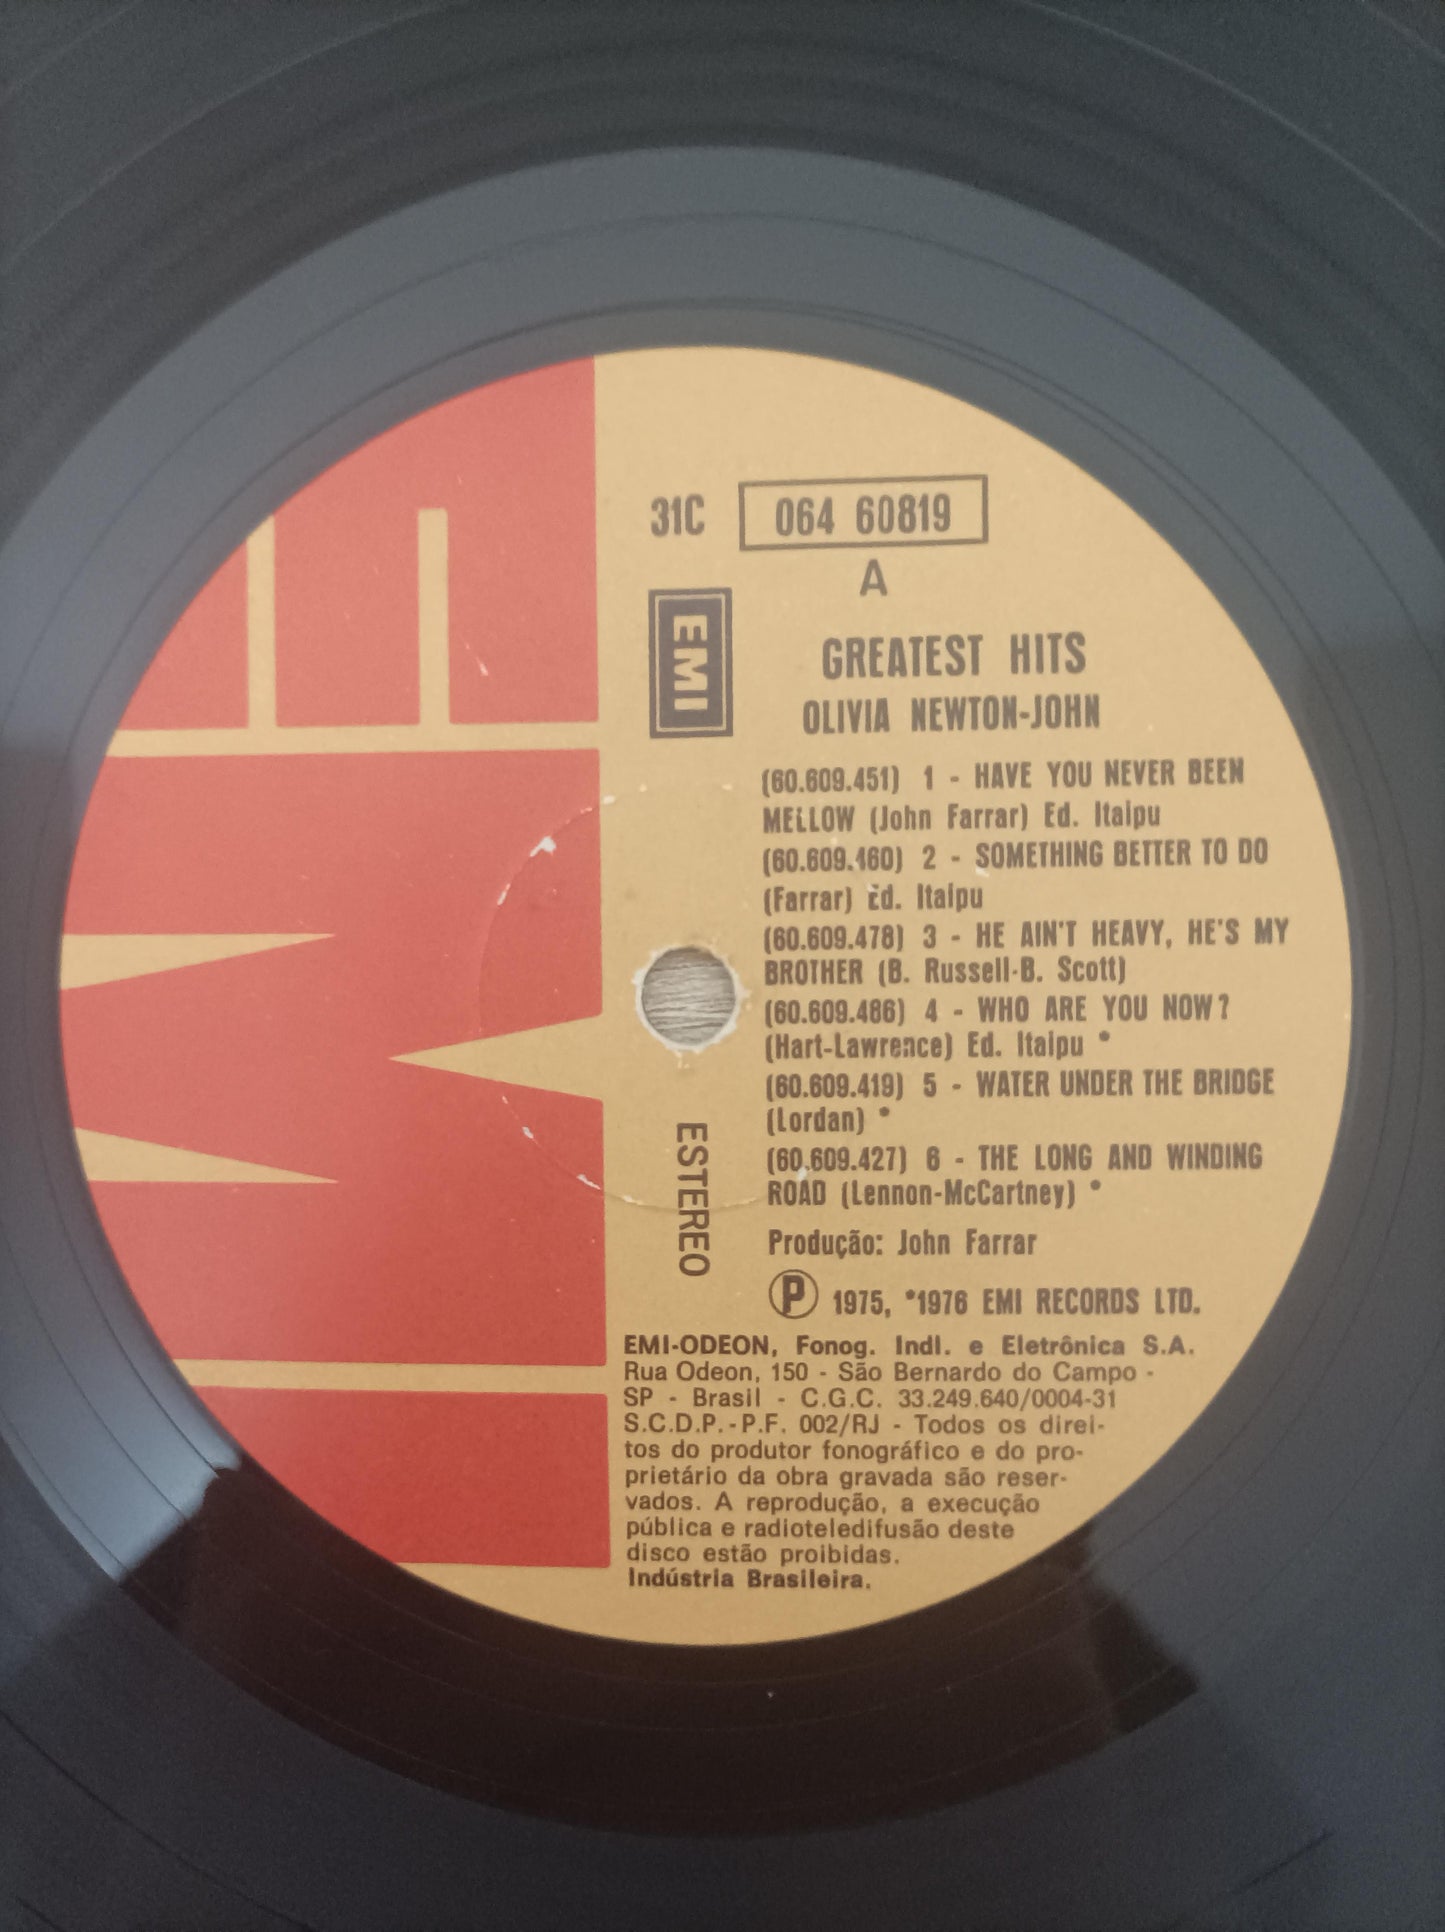 31C 064 60819
A
EMI
GREATEST HITS
OLIVIA NEWTON-JOHN
(60.609.451) 1 - HAVE YOU NEVER BEEN
MELLOW (John Farrar) Ed. Itaipu
(60.609.460) 2 - SOMETHING BETTER TO DO
(Farrar) Ed. Itaipu
(60.609.478) 3 - HE AIN'T HEAVY, HE'S MY
BROTHER (B. Russell-B. Scott)
(60.609.486) 4 - WHO ARE YOU NOW?
(Hart-Lawrence) Ed. Itaipu *
(60.609.419) 5 - WATER UNDER THE BRIDGE
(Lordan) *
(60.609.427) 6 - THE LONG AND WINDING
ROAD (Lennon-McCartney) *
ESTEREO
Produção: John Farrar
Ⓟ 1975, *1976 EMI RECORDS LTD.
EMI-ODEON, Fonog. Indl. e Eletrônica S.A.
Rua Odeon, 150 - São Bernardo do Campo -
SP - Brasil - C.G.C. 33.249.640/0004-31
S.C.D.P.-P.F. 002/RJ - Todos os direi-
tos do produtor fonográfico e do pro-
prietário da obra gravada são reser-
vados. A reprodução, a execução
pública e radioteledifusão deste
disco estão proibidas.
Indústria Brasileira.
EMI